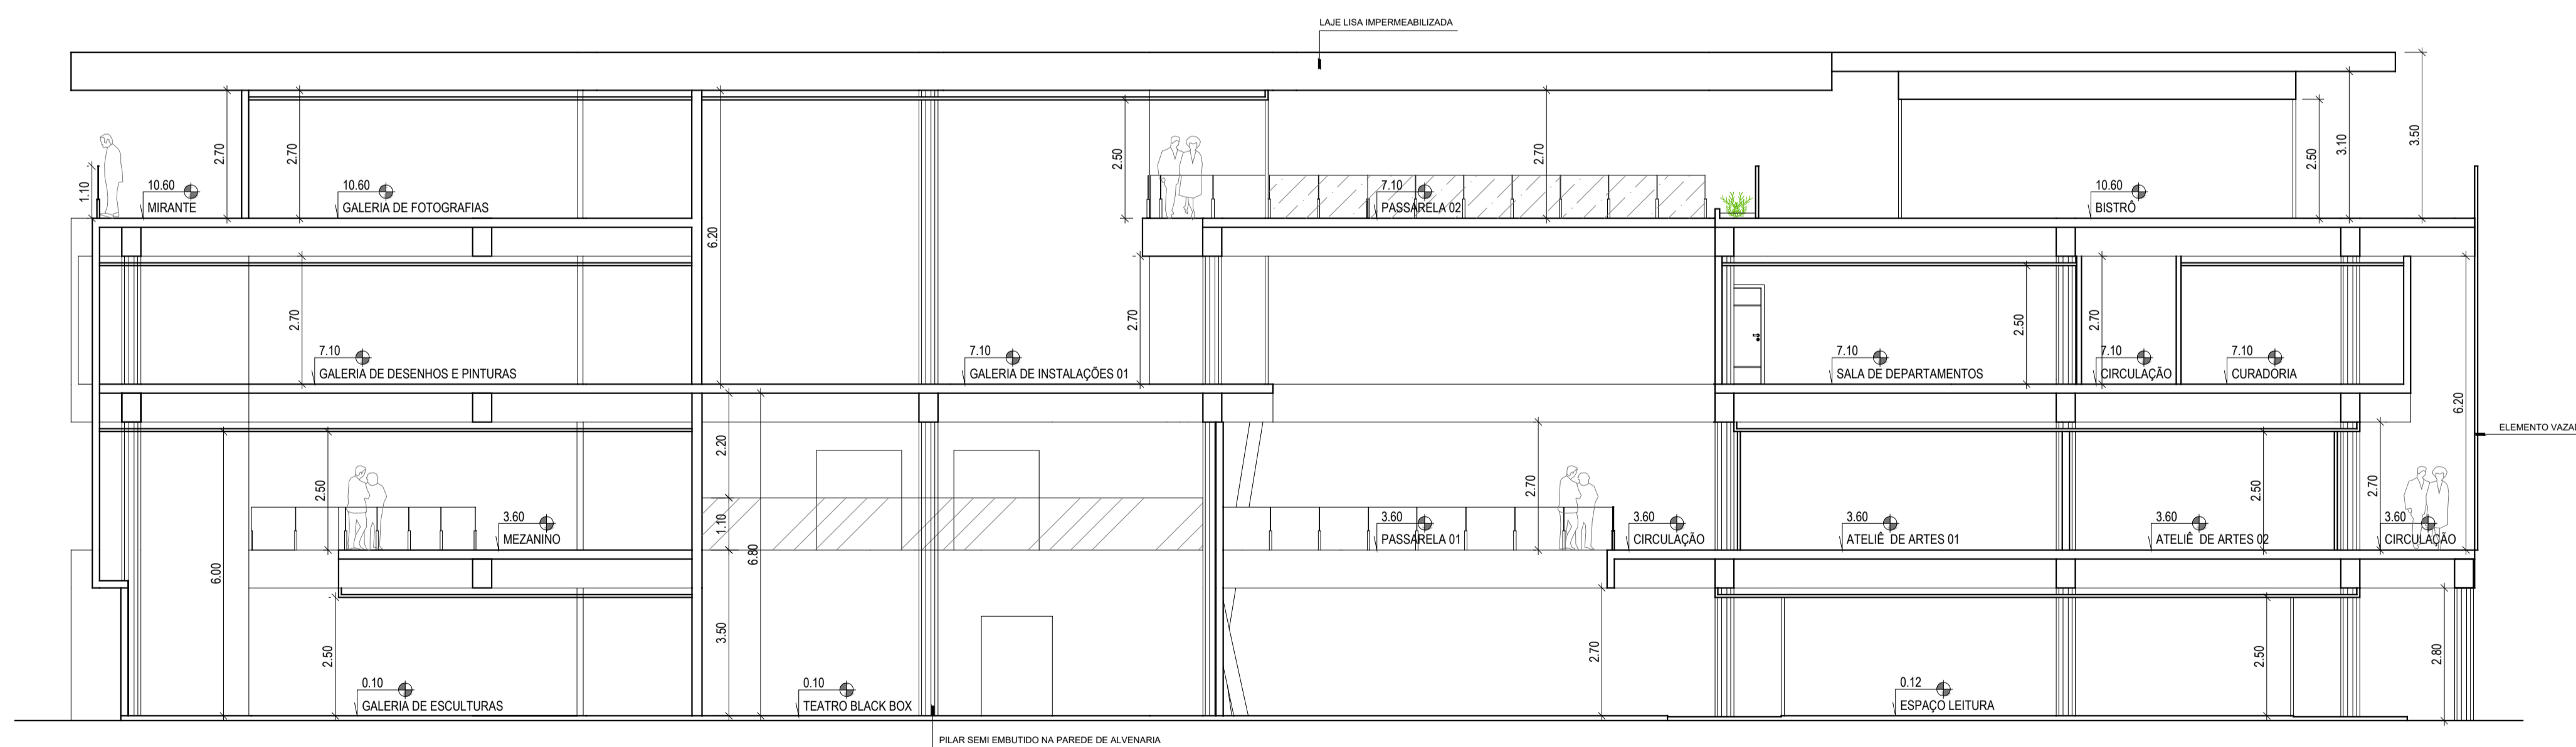 LAJE LISA IMPERMEABILIZADA
3.50
3.10
2.50
2.70
2.70
2.50
2.70
1.10
10.60
MIRANTE
10.60
GALERIA DE FOTOGRAFIAS
7.10
PASSARELA 02
10.60
BISTRÔ
6.20
2.70
2.70
2.50
2.70
7.10
GALERIA DE DESENHOS E PINTURAS
7.10
GALERIA DE INSTALAÇÕES 01
7.10
SALA DE DEPARTAMENTOS
7.10
CIRCULAÇÃO
7.10
CURADORIA
6.20
ELEMENTO VAZA
2.20
2.50
2.70
2.50
2.70
1.10
3.60
MEZANINO
3.60
PASSARELA 01
3.60
CIRCULAÇÃO
3.60
ATELIÊ DE ARTES 01
3.60
ATELIÊ DE ARTES 02
3.60
CIRCULAÇÃO
6.00
6.80
3.50
2.50
2.70
2.50
2.80
0.10
GALERIA DE ESCULTURAS
0.10
TEATRO BLACK BOX
0.12
ESPAÇO LEITURA
PILAR SEMI EMBUTIDO NA PAREDE DE ALVENARIA